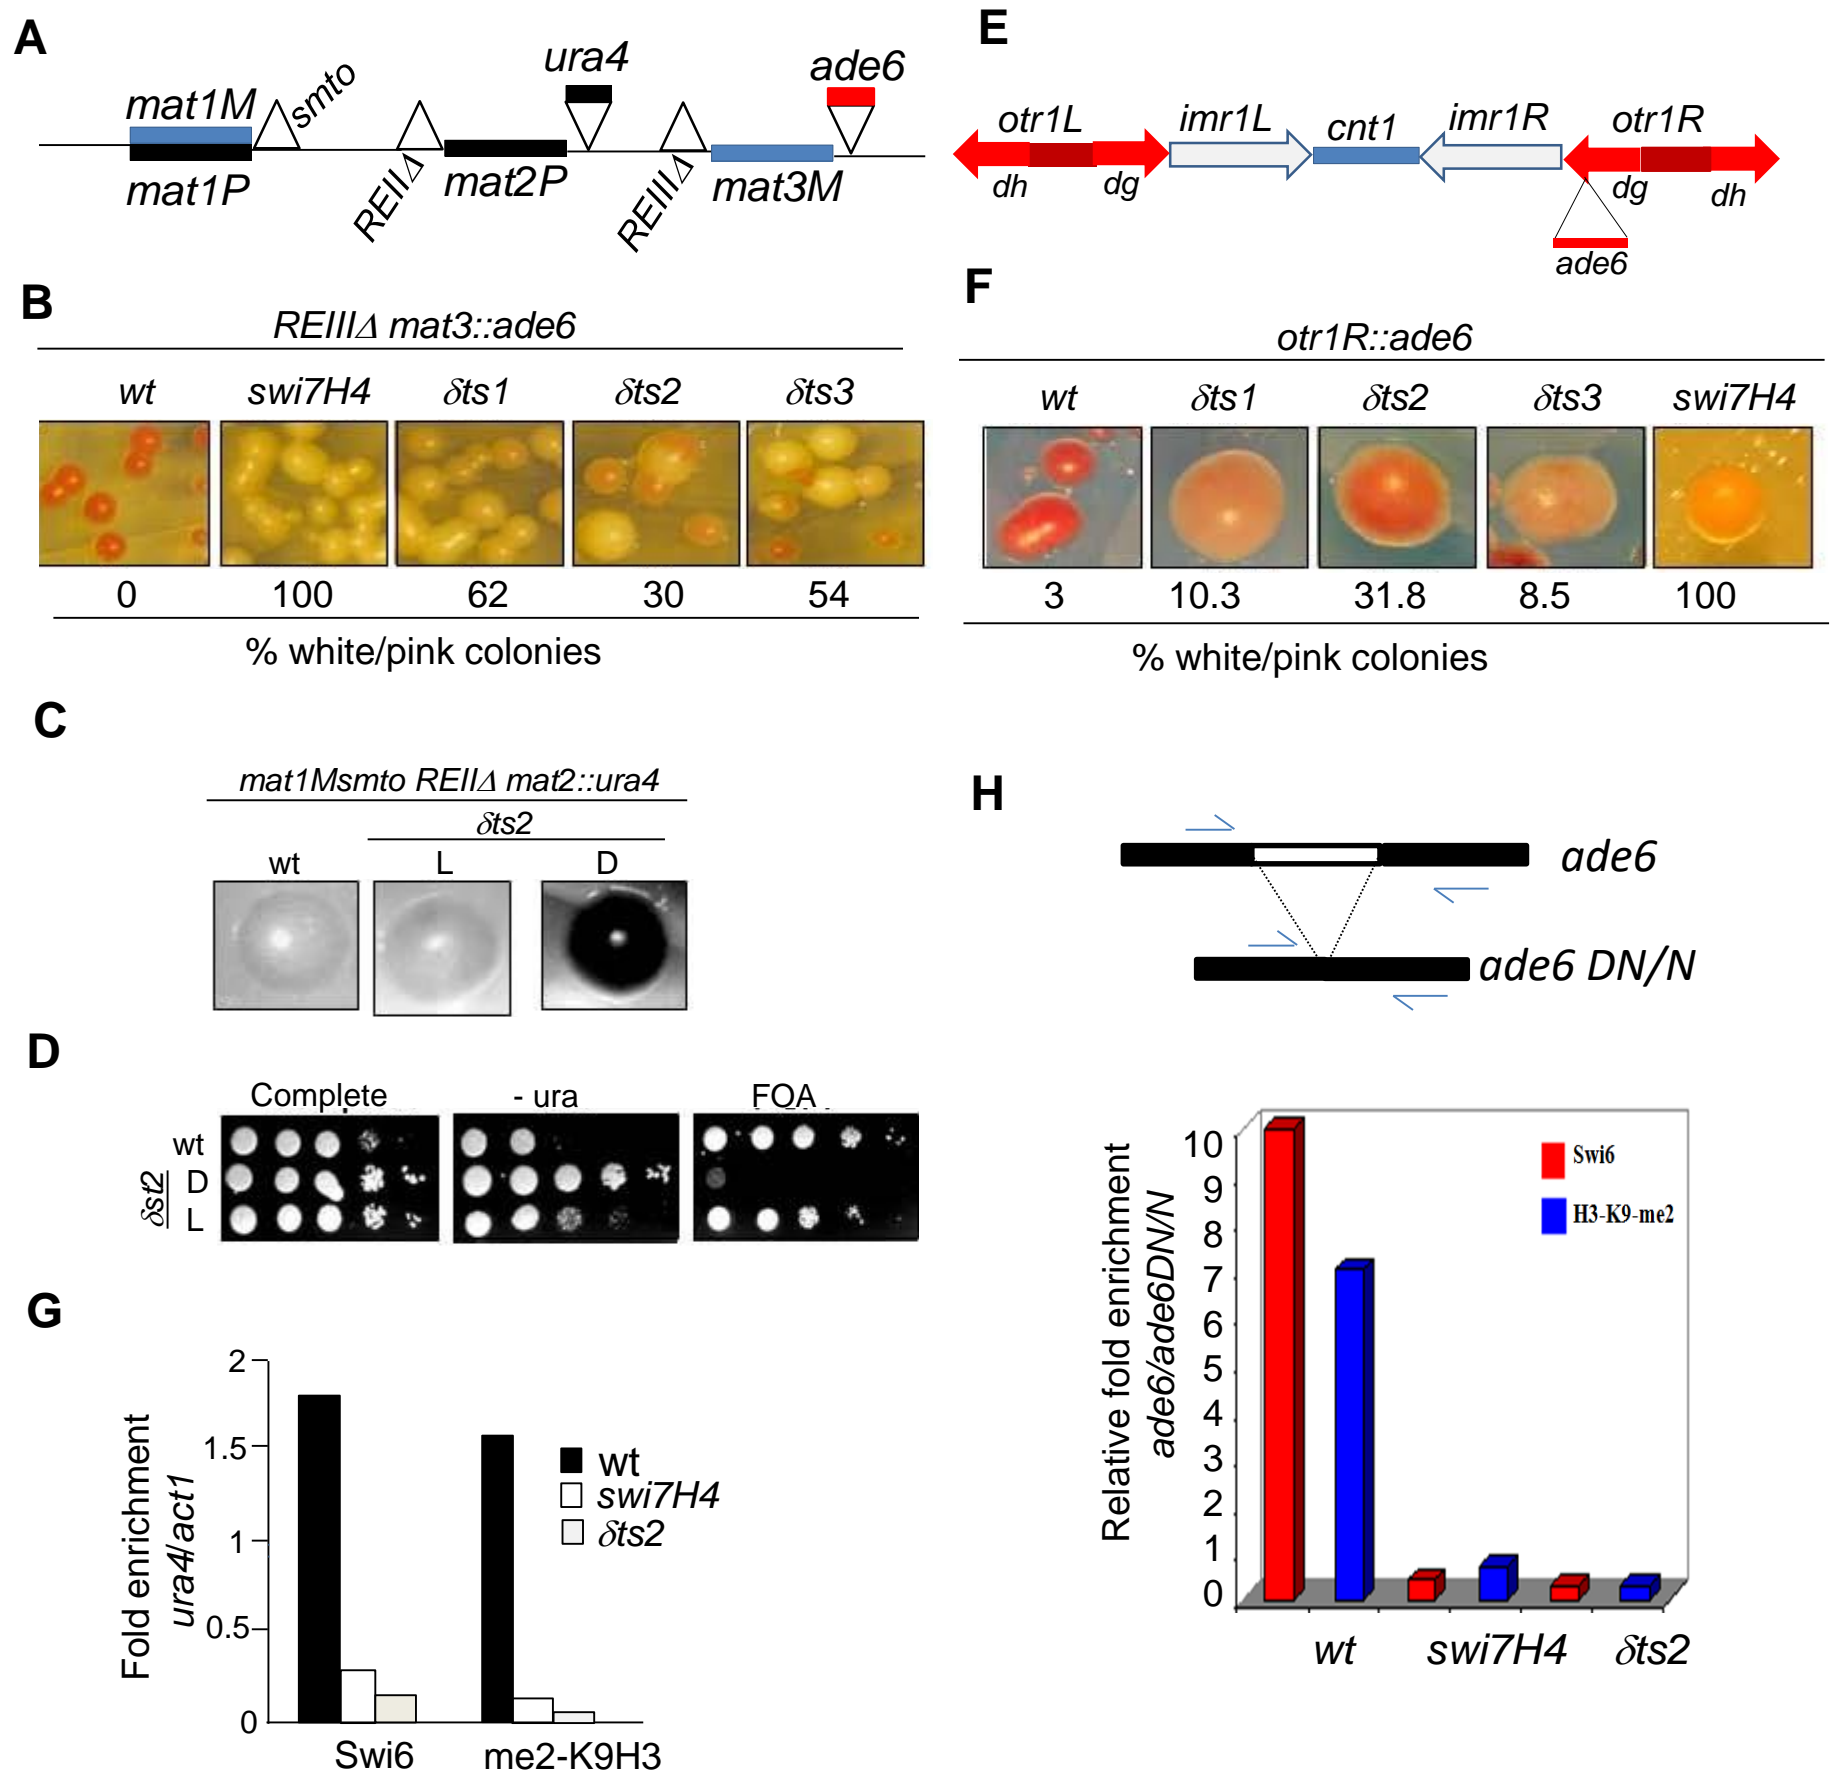 A
mat1M
smto
ura4
ade6
mat1P
REIIΔ
mat2P
REIIIΔ
mat3M
B
REIIIΔ mat3::ade6
wt swi7H4 δts1 δts2 δts3
0 100 62 30 54
% white/pink colonies
C
mat1Msmto REIIΔ mat2::ura4
δts2
wt L D
D
Complete - ura FOA
wt
δst2
D
L
G
Fold enrichment
ura4/act1
2
1.5
1
0.5
0
wt
swi7H4
δts2
Swi6 me2-K9H3
E
otr1L imr1L cnt1 imr1R otr1R
dh dg dg dh
ade6
F
otr1R::ade6
wt δts1 δts2 δts3 swi7H4
3 10.3 31.8 8.5 100
% white/pink colonies
H
ade6
ade6 DN/N
Relative fold enrichment
ade6/ade6DN/N
10
9
8
7
6
5
4
3
2
1
0
Swi6
H3-K9-me2
wt swi7H4 δts2